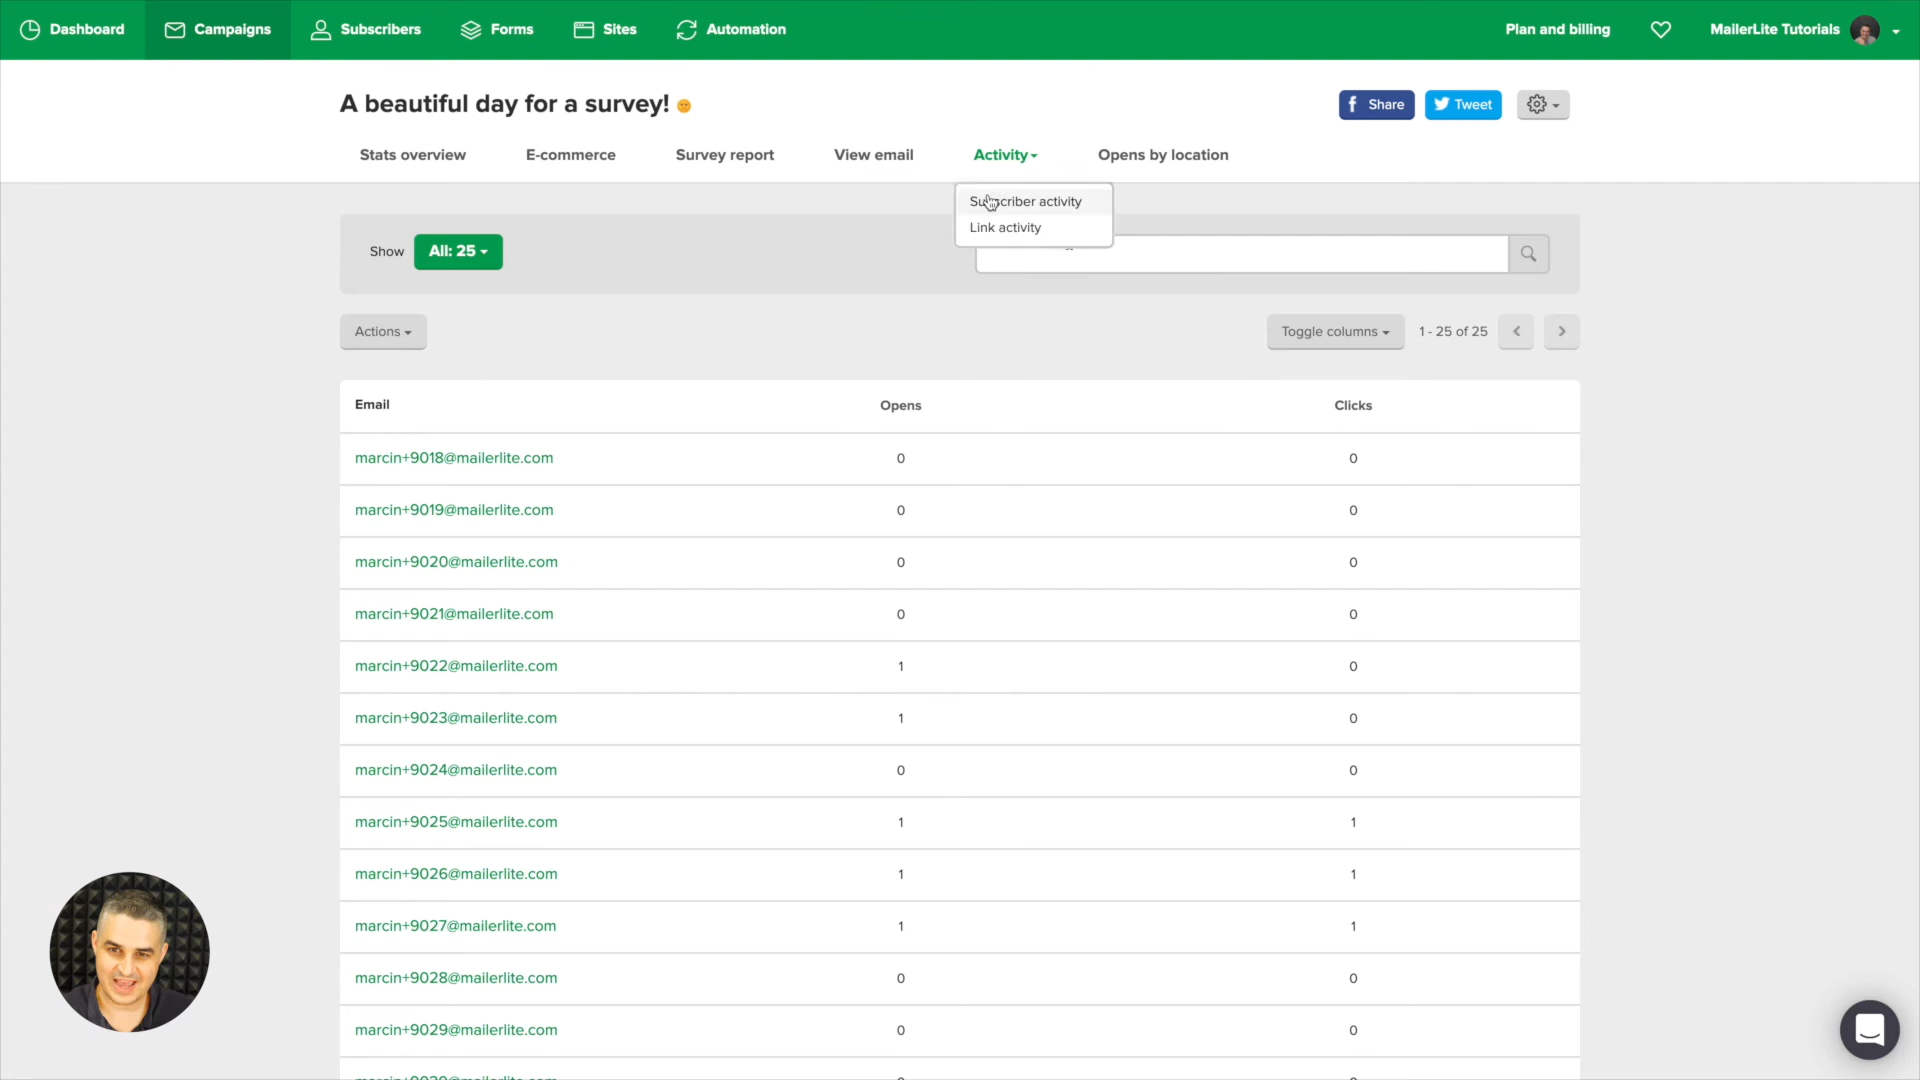 Dashboard
Campaigns
Subscribers
Forms
Sites
Automation
Plan and billing
MailerLite Tutorials
A beautiful day for a survey!
Share
Tweet
Stats overview
E-commerce
Survey report
View email
Activity
Opens by location
Subscriber activity
Link activity
Show
All: 25
Actions
Toggle columns
1 - 25 of 25
Email Opens Clicks
marcin+9018@mailerlite.com 0 0
marcin+9019@mailerlite.com 0 0
marcin+9020@mailerlite.com 0 0
marcin+9021@mailerlite.com 0 0
marcin+9022@mailerlite.com 1 0
marcin+9023@mailerlite.com 1 0
marcin+9024@mailerlite.com 0 0
marcin+9025@mailerlite.com 1 1
marcin+9026@mailerlite.com 1 1
marcin+9027@mailerlite.com 1 1
marcin+9028@mailerlite.com 0 0
marcin+9029@mailerlite.com 0 0